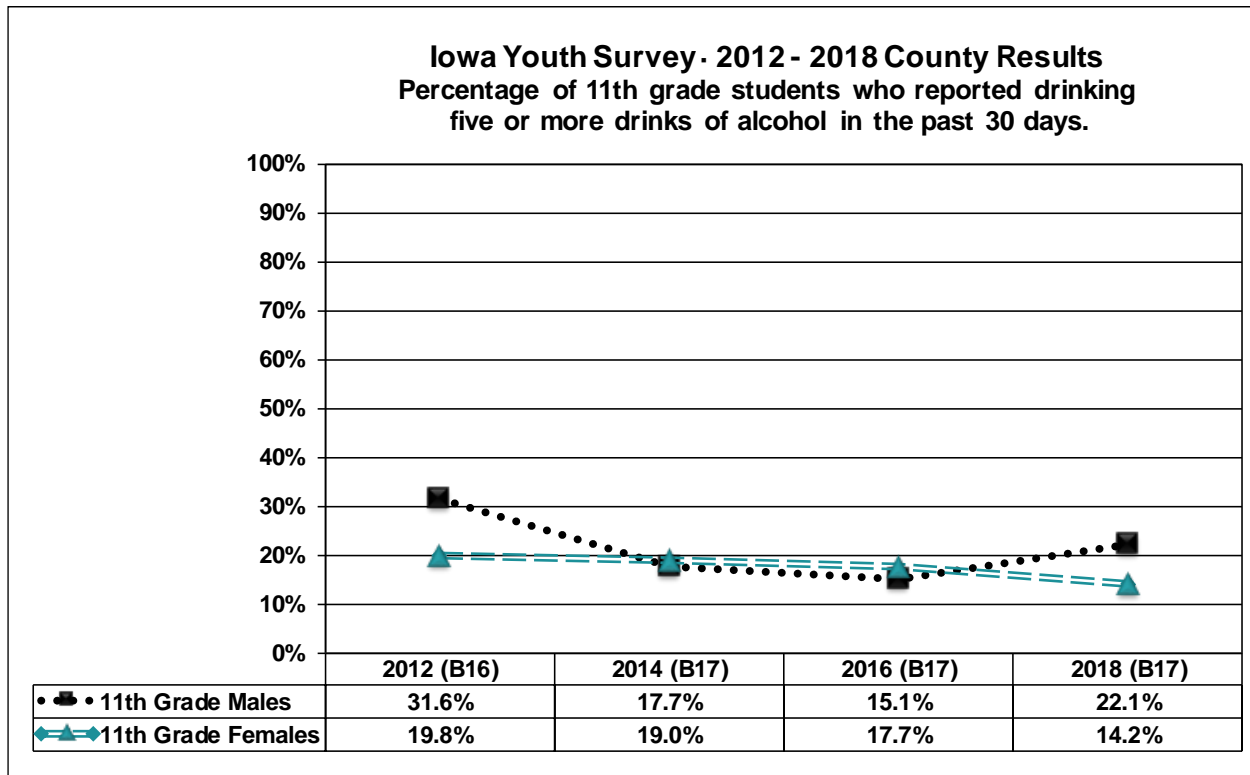 Iowa Youth Survey · 2012 - 2018 County Results
Percentage of 11th grade students who reported drinking
five or more drinks of alcohol in the past 30 days.
100%
90%
80%
70%
60%
50%
40%
30%
20%
10%
0%
2012 (B16) 2014 (B17) 2016 (B17) 2018 (B17)
11th Grade Males 31.6% 17.7% 15.1% 22.1%
11th Grade Females 19.8% 19.0% 17.7% 14.2%